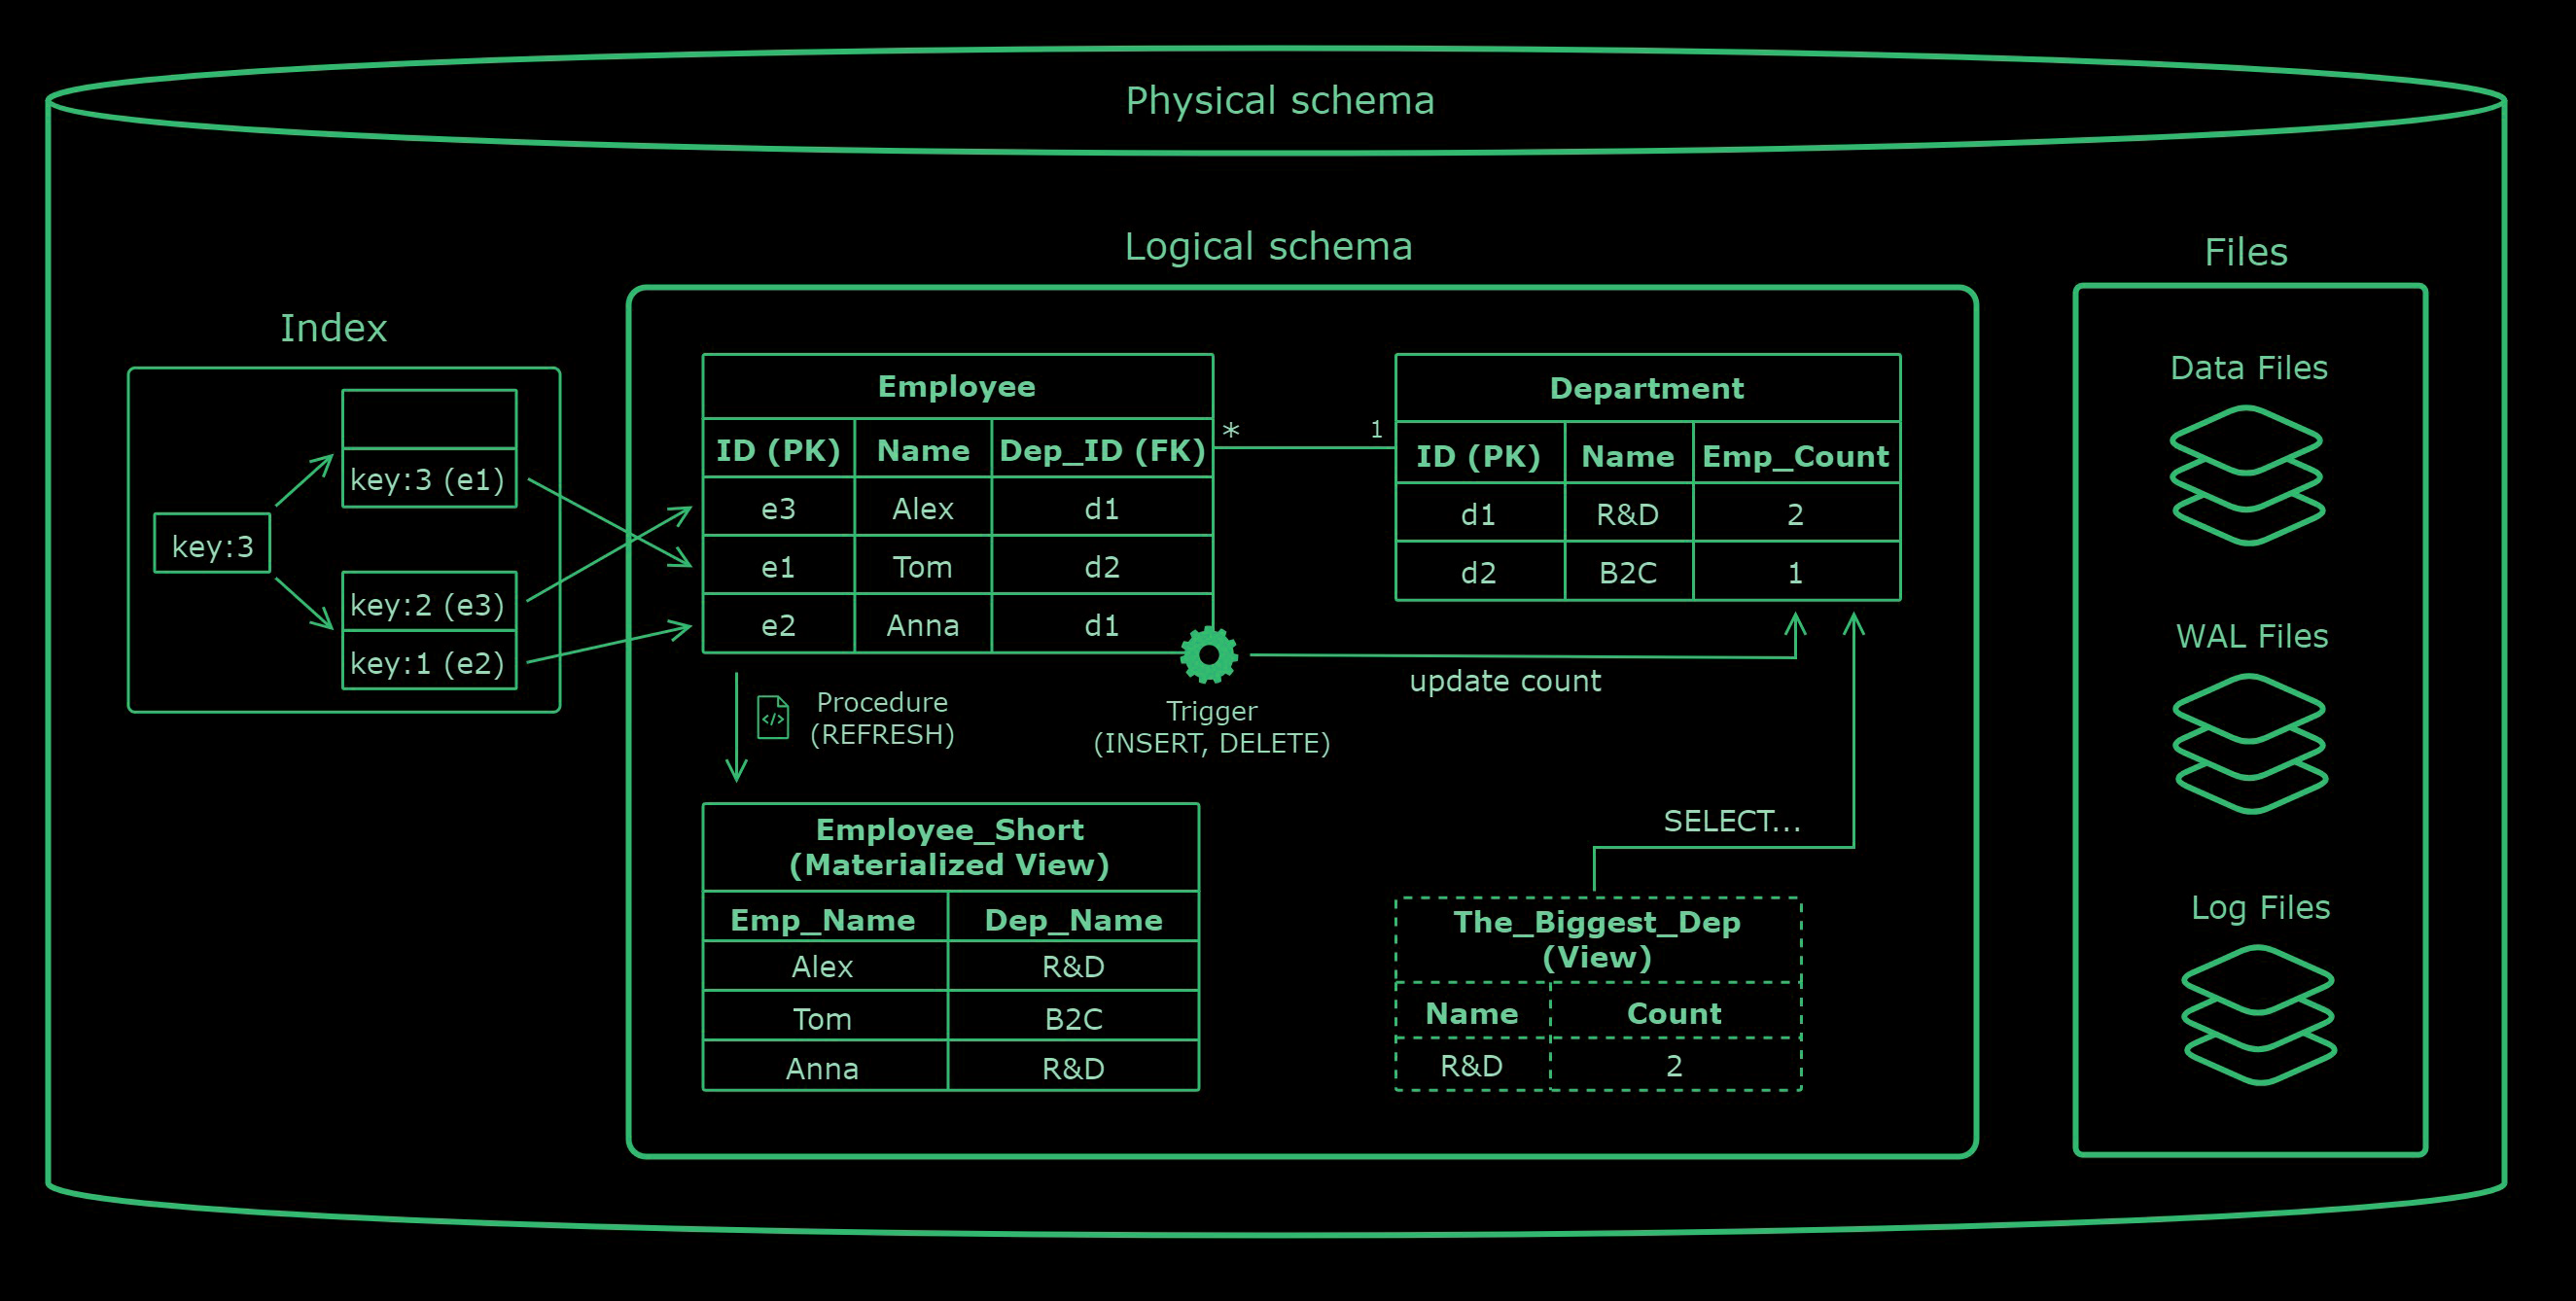 Physical schema
Logical schema
Files
Index
key:3
key:3 (e1)
key:2 (e3)
key:1 (e2)
Employee
ID (PK) Name Dep_ID (FK)
e3 Alex d1
e1 Tom d2
e2 Anna d1
* 1
Department
ID (PK) Name Emp_Count
d1 R&D 2
d2 B2C 1
</>
Procedure
(REFRESH)
Trigger
(INSERT, DELETE)
update count
Employee_Short
(Materialized View)
Emp_Name Dep_Name
Alex R&D
Tom B2C
Anna R&D
SELECT...
The_Biggest_Dep
(View)
Name Count
R&D 2
Data Files
WAL Files
Log Files